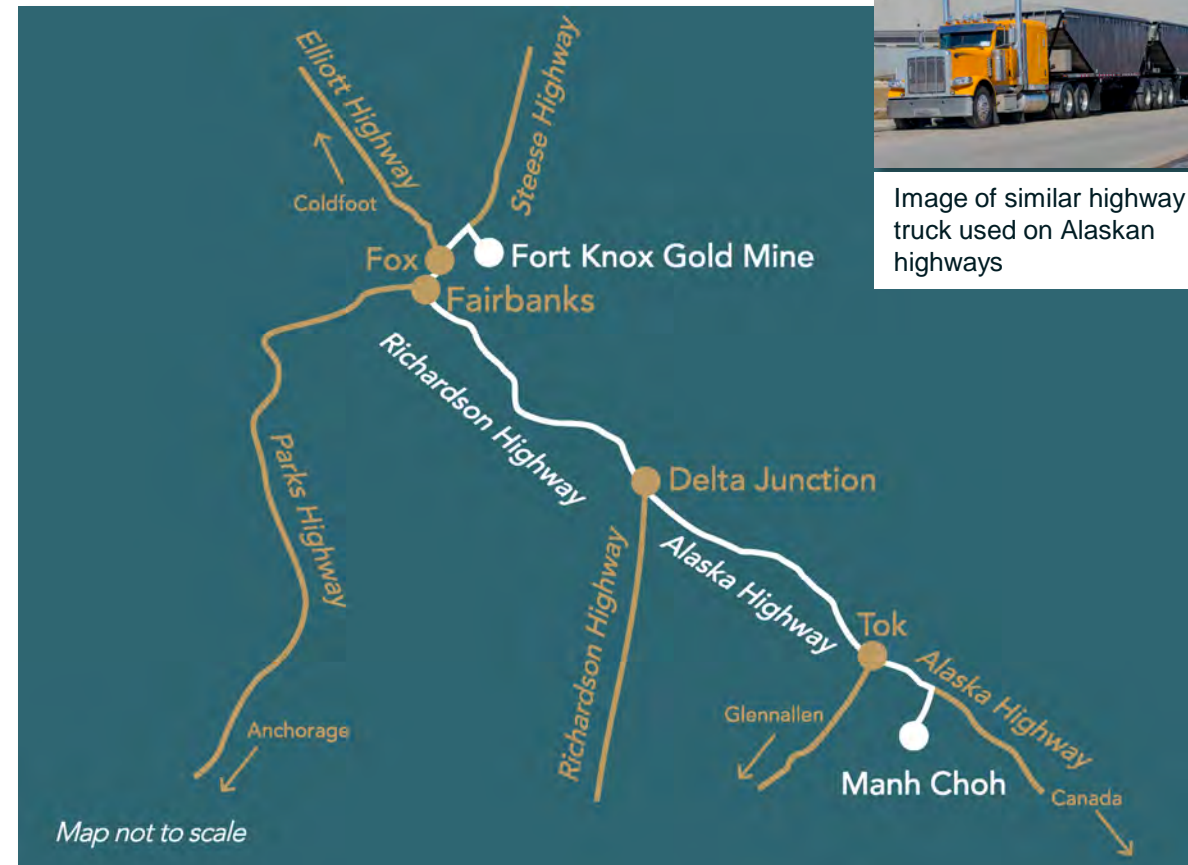 Elliott Highway
Steese Highway
Coldfoot
Fox
Fort Knox Gold Mine
Fairbanks
Image of similar highway
truck used on Alaskan
highways
Richardson Highway
Parks Highway
Delta Junction
Alaska Highway
Richardson Highway
Tok
Alaska Highway
Glennallen
Anchorage
Manh Choh
Canada
Map not to scale